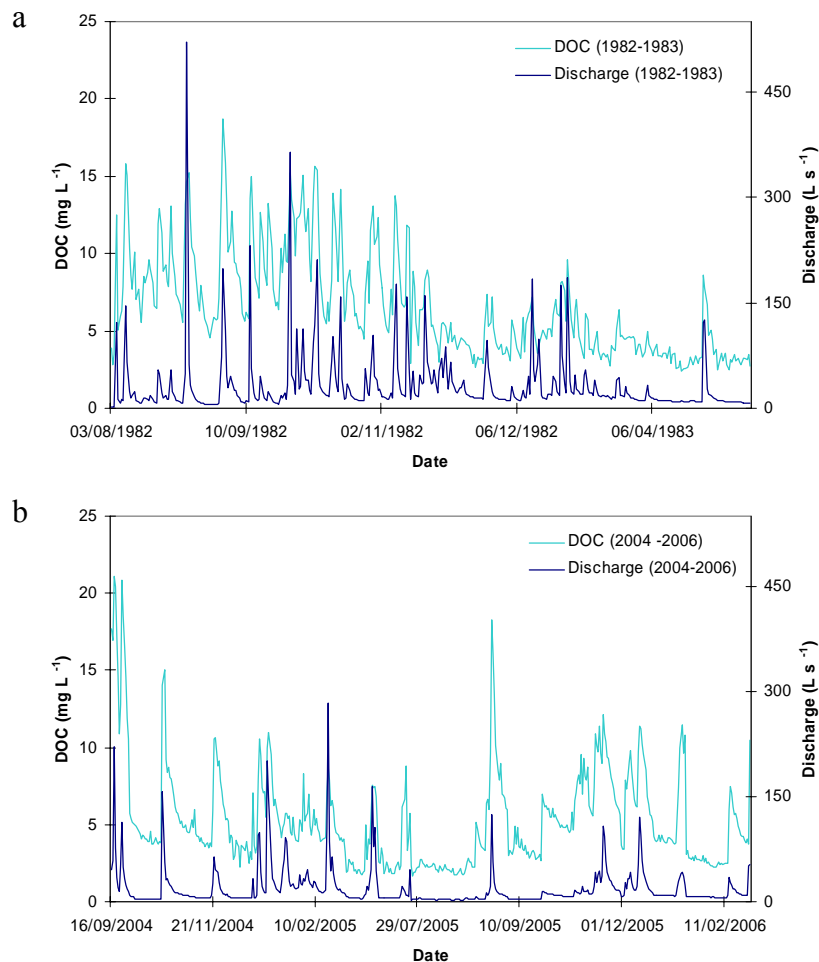 a
DOC (1982-1983)
Discharge (1982-1983)
DOC (mg L -1)
25
20
15
10
5
0
Discharge (L s -1)
450
300
150
0
03/08/1982 10/09/1982 02/11/1982 06/12/1982 06/04/1983
Date
b
DOC (2004 -2006)
Discharge (2004-2006)
DOC (mg L -1)
25
20
15
10
5
0
Discharge (L s -1)
450
300
150
0
16/09/2004 21/11/2004 10/02/2005 29/07/2005 10/09/2005 01/12/2005 11/02/2006
Date